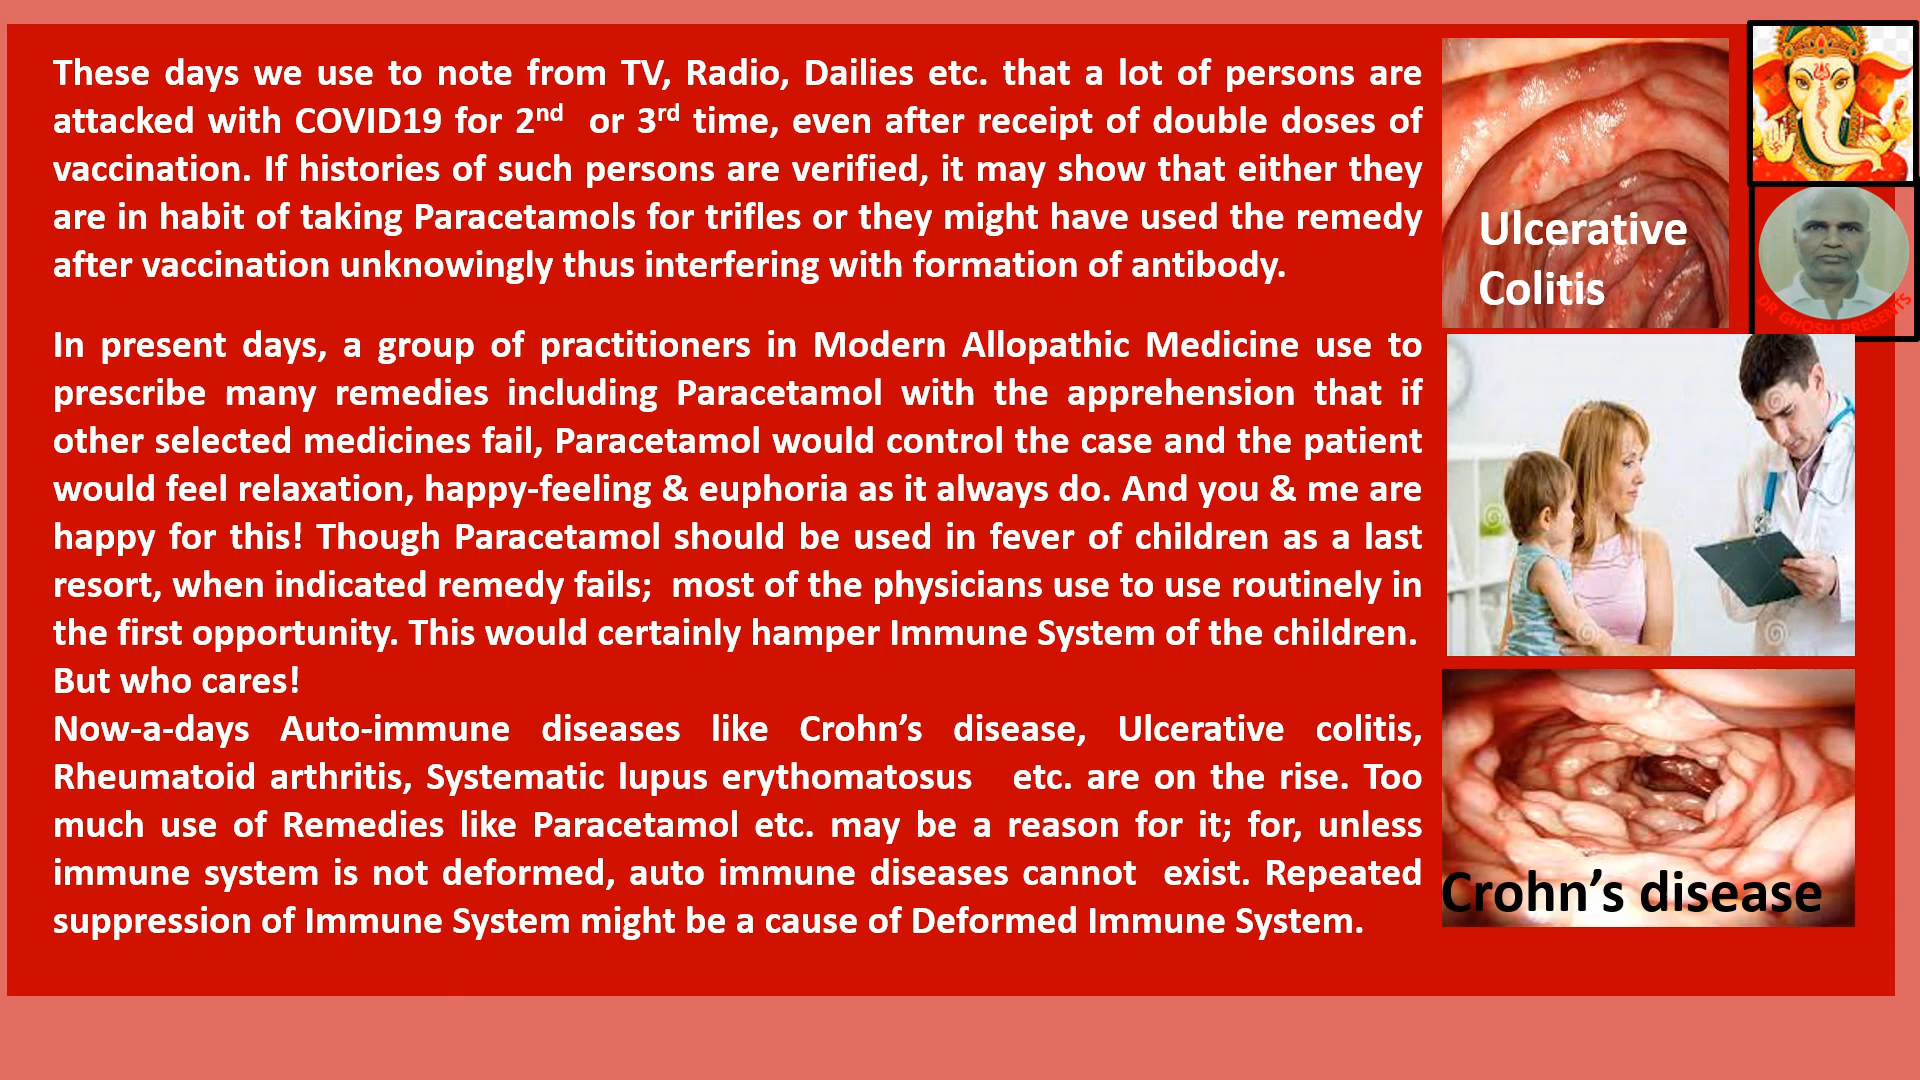 These days we use to note from TV, Radio, Dailies etc. that a lot of persons are
attacked with COVID19 for 2nd or 3rd time, even after receipt of double doses of
vaccination. If histories of such persons are verified, it may show that either they
are in habit of taking Paracetamols for trifles or they might have used the remedy
after vaccination unknowingly thus interfering with formation of antibody.
In present days, a group of practitioners in Modern Allopathic Medicine use to
prescribe many remedies including Paracetamol with the apprehension that if
other selected medicines fail, Paracetamol would control the case and the patient
would feel relaxation, happy-feeling & euphoria as it always do. And you & me are
happy for this! Though Paracetamol should be used in fever of children as a last
resort, when indicated remedy fails; most of the physicians use to use routinely in
the first opportunity. This would certainly hamper Immune System of the children.
But who cares!
Now-a-days Auto-immune diseases like Crohn’s disease, Ulcerative colitis,
Rheumatoid arthritis, Systematic lupus erythomatosus etc. are on the rise. Too
much use of Remedies like Paracetamol etc. may be a reason for it; for, unless
immune system is not deformed, auto immune diseases cannot exist. Repeated
suppression of Immune System might be a cause of Deformed Immune System.
Ulcerative
Colitis
DR GHOSH PRESENTS
Crohn’s disease